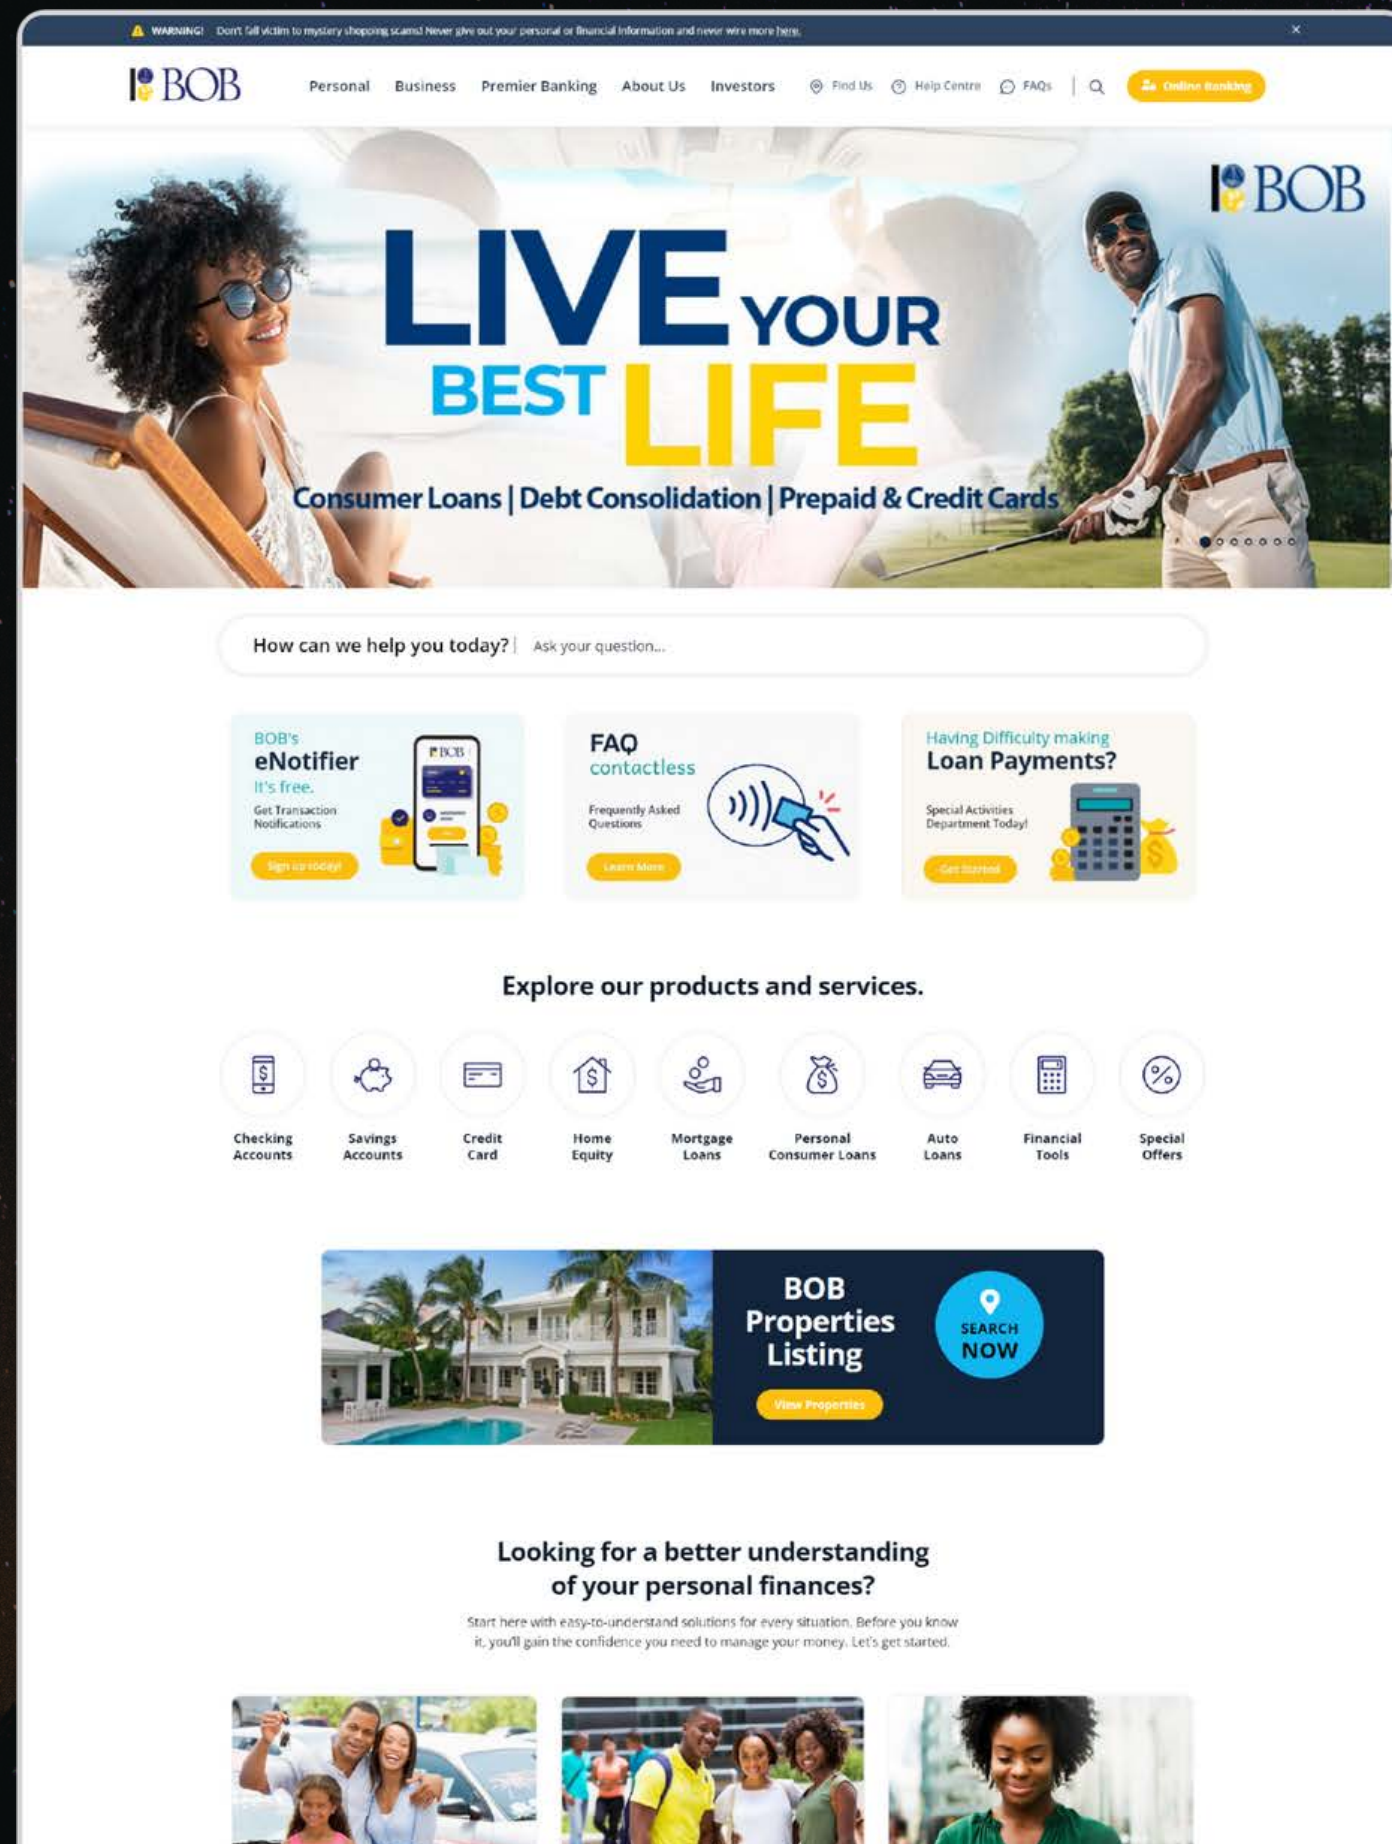 WARNING! Don't fall victim to mystery shopping scams! Never give out your personal or financial information and never wire more here.
BOB
Personal Business Premier Banking About Us Investors Find Us Help Centre FAQs Online Banking
BOB
LIVE YOUR
BEST LIFE
Consumer Loans | Debt Consolidation | Prepaid & Credit Cards
How can we help you today? Ask your question...
BOB's
eNotifier
It's free.
Get Transaction
Notifications
Sign up today!
BOB
FAQ
contactless
Frequently Asked
Questions
Learn More
Having Difficulty making
Loan Payments?
Special Activities
Department Today!
Get Started
Explore our products and services.
Checking
Accounts
Savings
Accounts
Credit
Card
Home
Equity
Mortgage
Loans
Personal
Consumer Loans
Auto
Loans
Financial
Tools
Special
Offers
BOB
Properties
Listing
View Properties
SEARCH
NOW
Looking for a better understanding
of your personal finances?
Start here with easy-to-understand solutions for every situation. Before you know
it, you'll gain the confidence you need to manage your money. Let's get started.